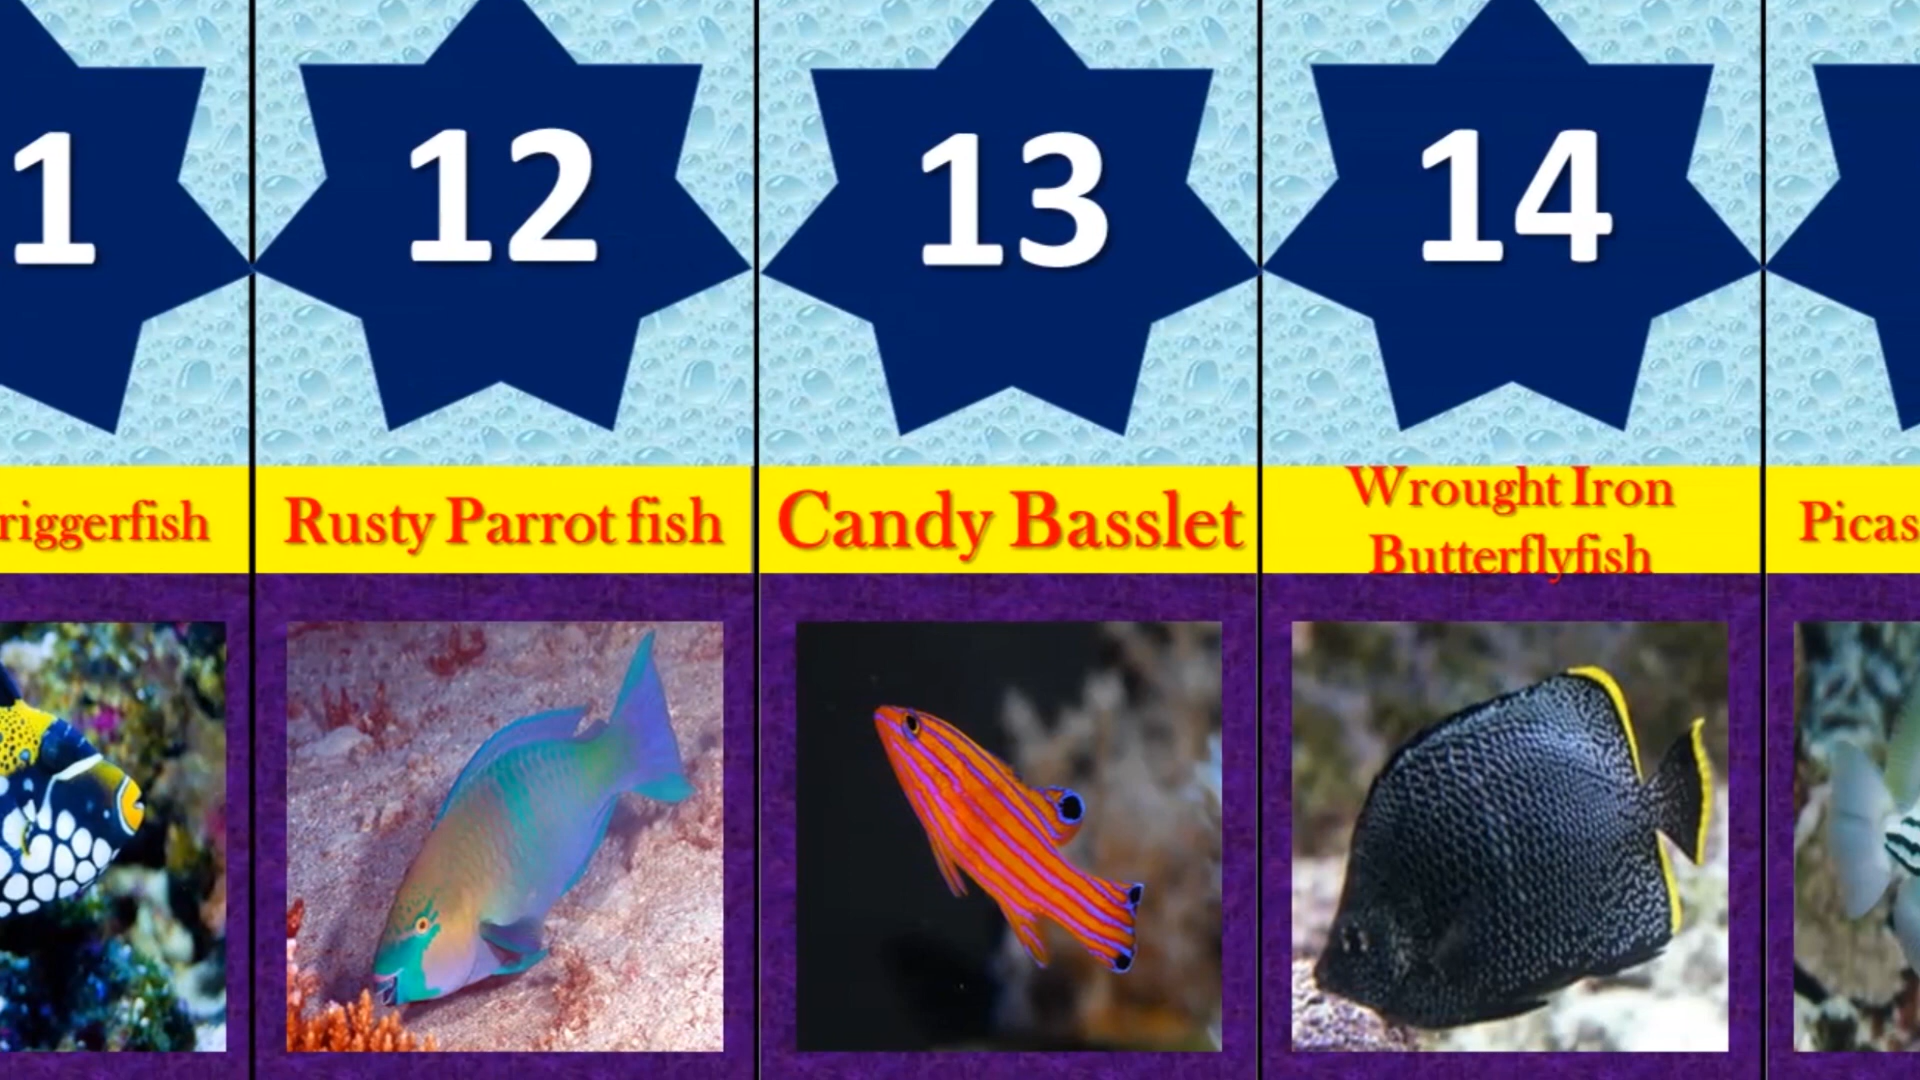 1
12
13
14
riggerfish
Rusty Parrot fish
Candy Basslet
Wrought Iron
Butterflyfish
Picas